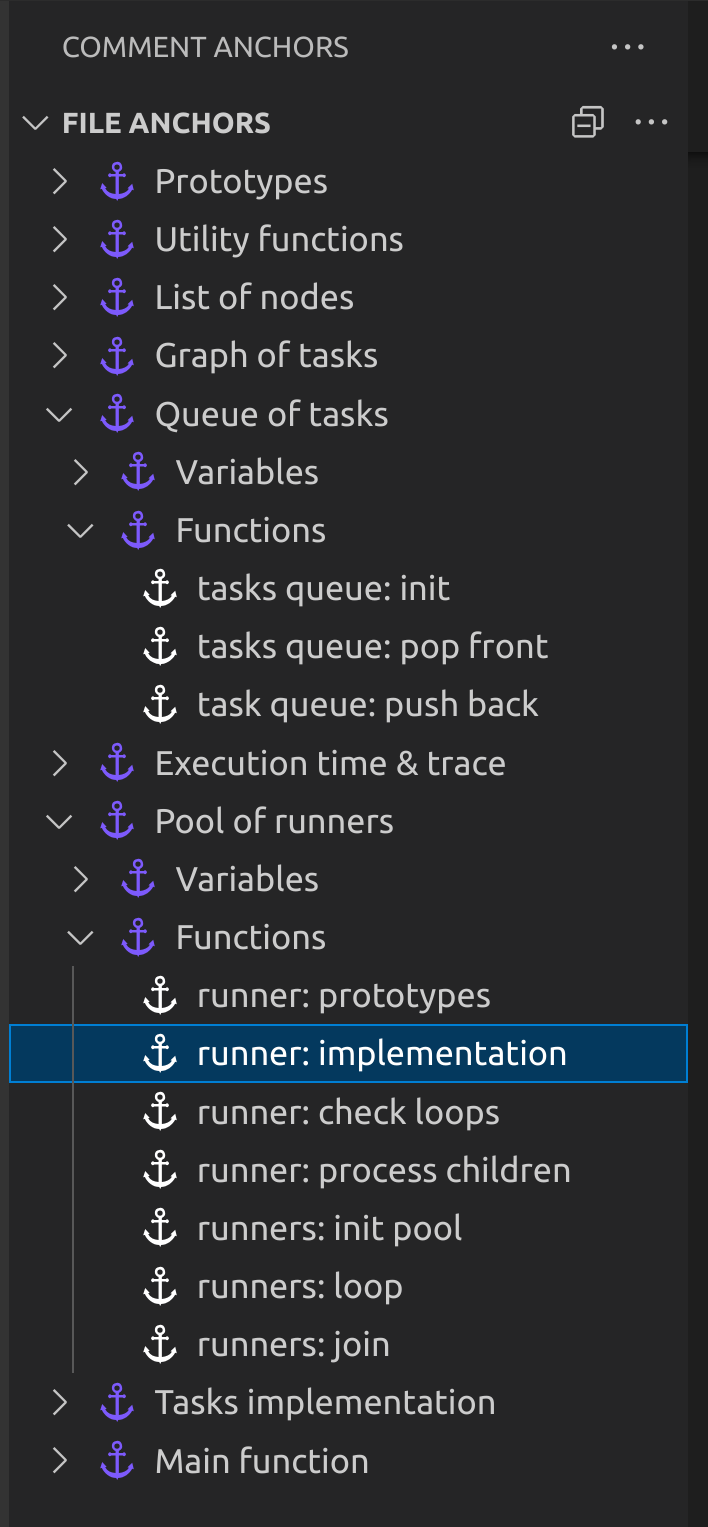 COMMENT ANCHORS
FILE ANCHORS
Prototypes
Utility functions
List of nodes
Graph of tasks
Queue of tasks
Variables
Functions
tasks queue: init
tasks queue: pop front
task queue: push back
Execution time & trace
Pool of runners
Variables
Functions
runner: prototypes
runner: implementation
runner: check loops
runner: process children
runners: init pool
runners: loop
runners: join
Tasks implementation
Main function